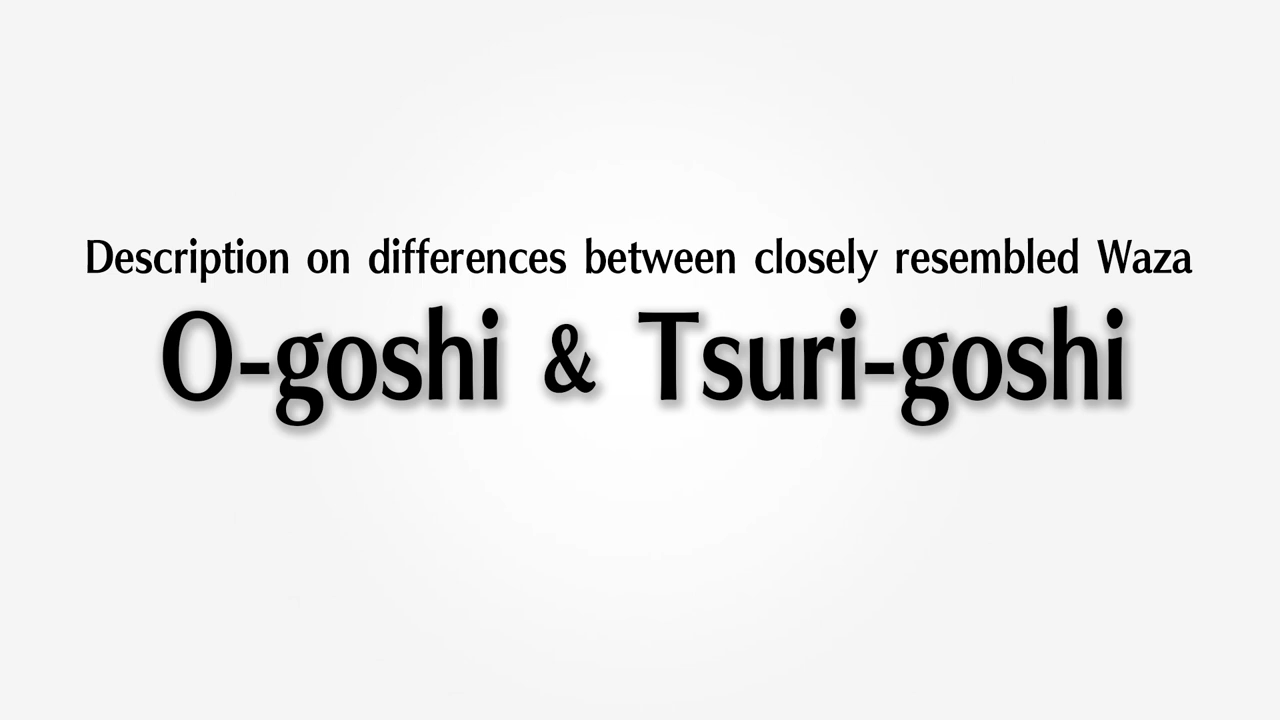 Description on differences between closely resembled Waza
O-goshi & Tsuri-goshi